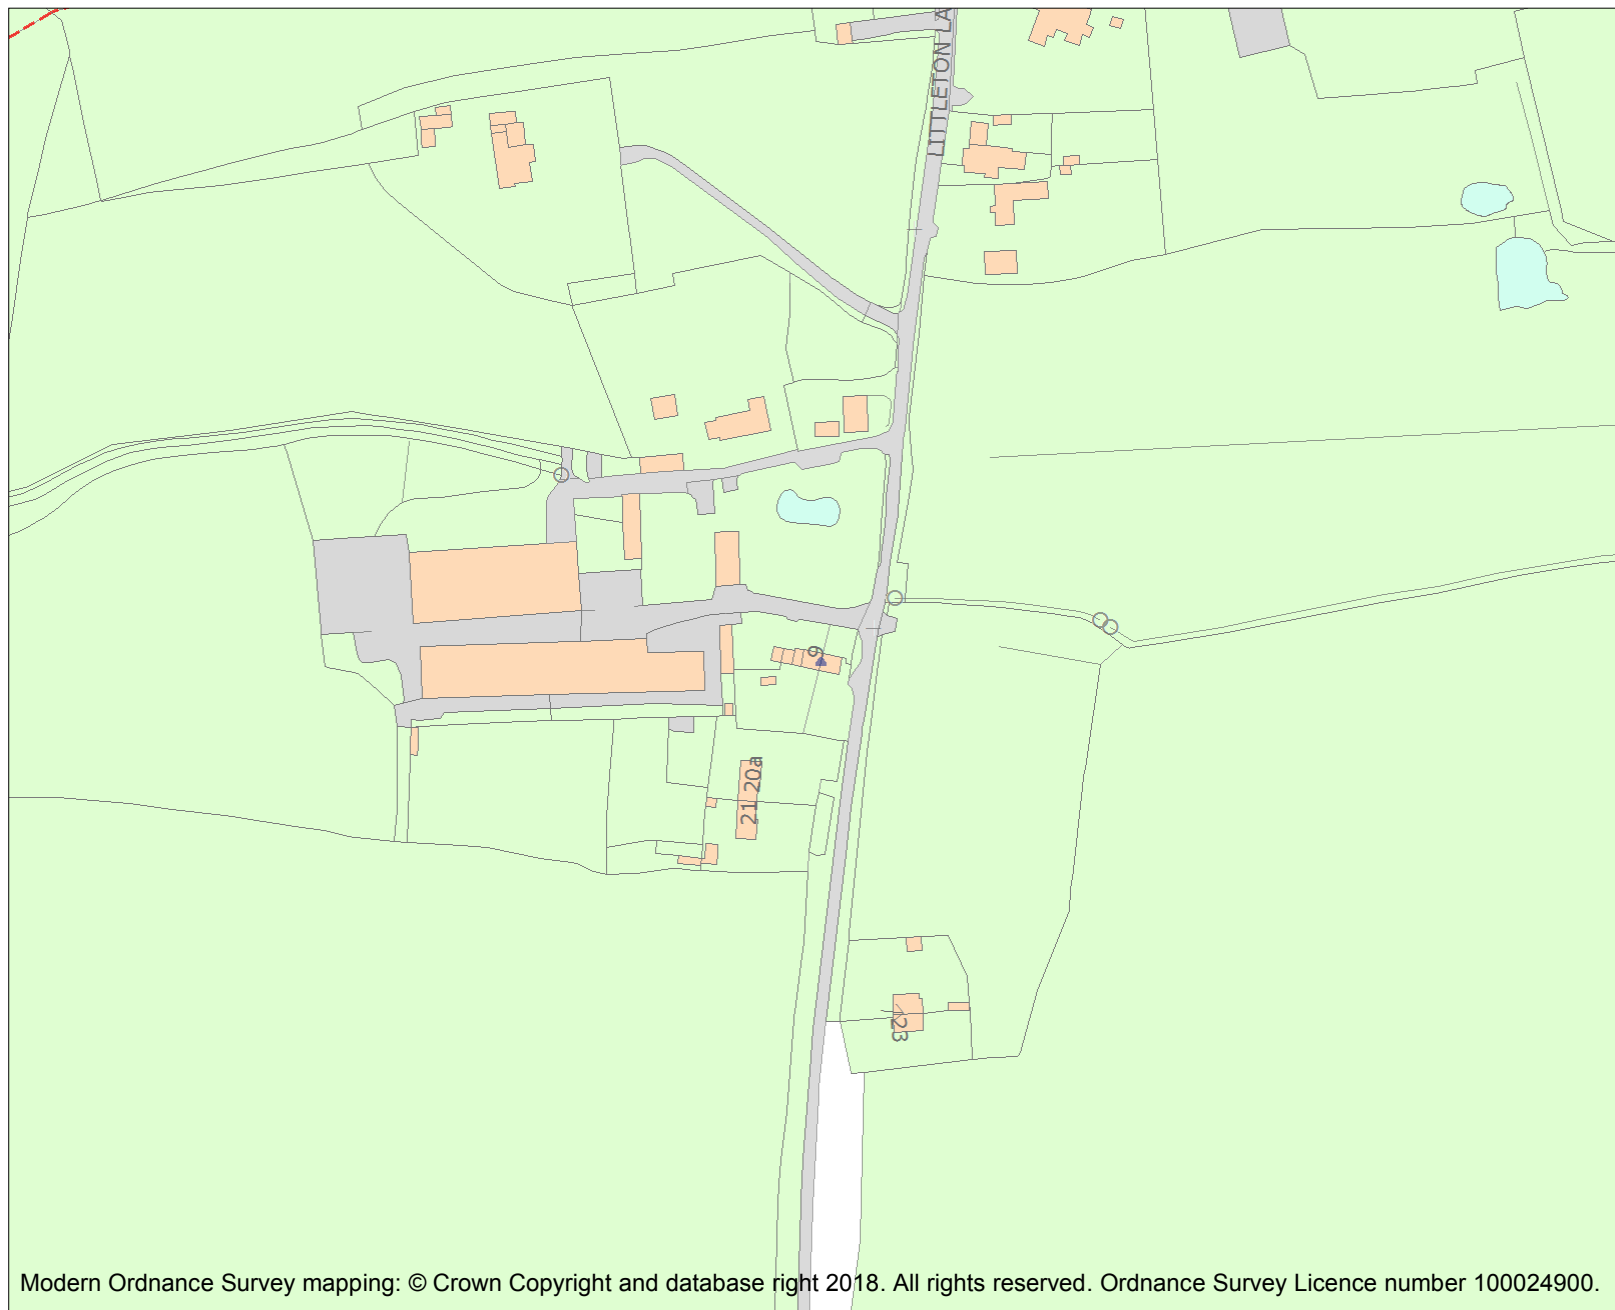 LITTLETON LA
9
21 20a
23
Modern Ordnance Survey mapping: © Crown Copyright and database right 2018. All rights reserved. Ordnance Survey Licence number 100024900.